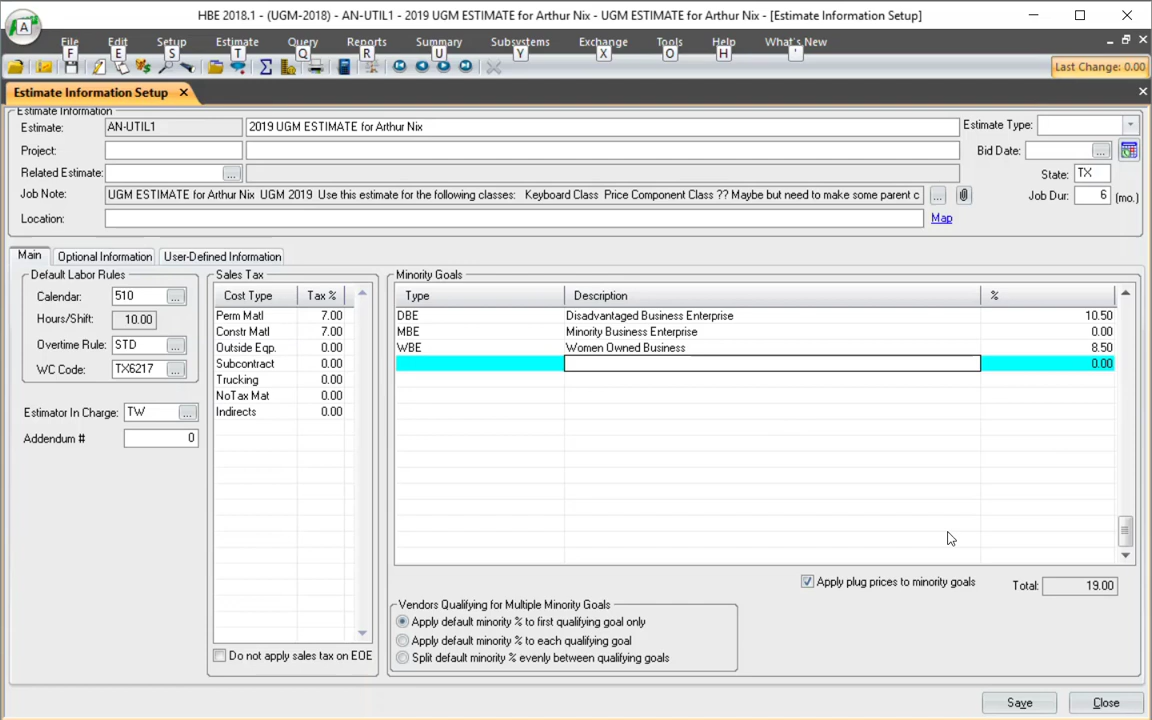 HBE 2018.1 - (UGM-2018) - AN-UTIL1 - 2019 UGM ESTIMATE for Arthur Nix - UGM ESTIMATE for Arthur Nix - [Estimate Information Setup]
File Edit Setup Estimate Query Reports Summary Subsystems Exchange Tools Help What's New
A F E S T Q R U Y X O H '
Last Change: 0.00
Estimate Information Setup
Estimate Information
Estimate: AN-UTIL1 2019 UGM ESTIMATE for Arthur Nix Estimate Type:
Project: Bid Date: ...
Related Estimate: ... State: TX
Job Note: UGM ESTIMATE for Arthur Nix UGM 2019 Use this estimate for the following classes: Keyboard Class Price Component Class ?? Maybe but need to make some parent c ... Job Dur: 6 (mo.)
Location: Map
Main Optional Information User-Defined Information
Default Labor Rules
Calendar: 510 ...
Hours/Shift: 10.00
Overtime Rule: STD ...
WC Code: TX6217 ...
Estimator In Charge: TW ...
Addendum # 0
Sales Tax
Cost Type Tax %
Perm Matl 7.00
Constr Matl 7.00
Outside Eqp. 0.00
Subcontract 0.00
Trucking 0.00
NoTax Mat 0.00
Indirects 0.00
Do not apply sales tax on EOE
Minority Goals
Type Description %
DBE Disadvantaged Business Enterprise 10.50
MBE Minority Business Enterprise 0.00
WBE Women Owned Business 8.50
0.00
Apply plug prices to minority goals Total: 19.00
Vendors Qualifying for Multiple Minority Goals
Apply default minority % to first qualifying goal only
Apply default minority % to each qualifying goal
Split default minority % evenly between qualifying goals
Save Close